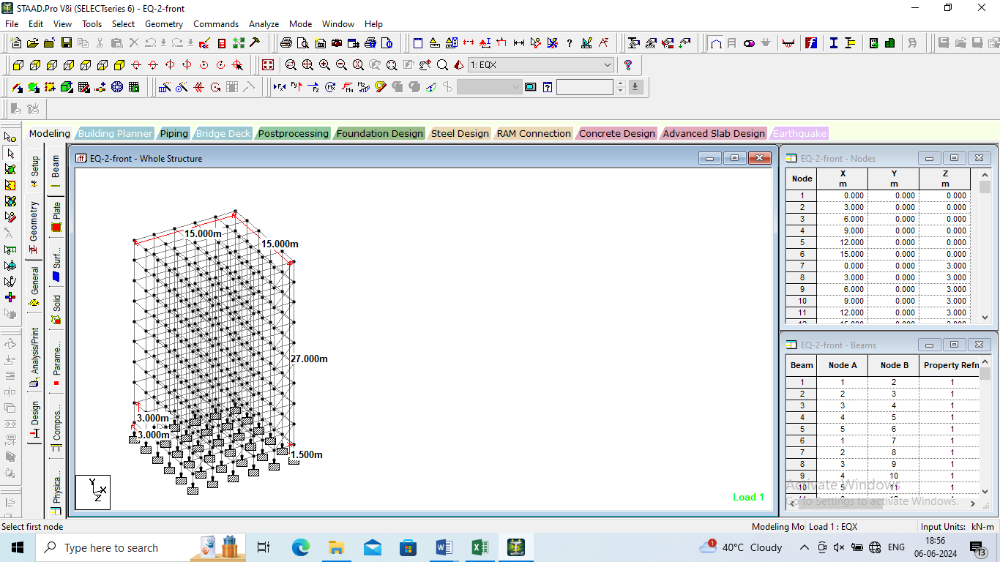 STAAD.Pro V8i (SELECTseries 6) - EQ-2-front
File Edit View Tools Select Geometry Commands Analyze Mode Window Help
1: EQX
Modeling Building Planner Piping Bridge Deck Postprocessing Foundation Design Steel Design RAM Connection Concrete Design Advanced Slab Design Earthquake
Setup
Geometry
General
Analysis/Print
Design
Beam
Plate
Surf...
Solid
Parame...
Compos...
Physica...
EQ-2-front - Whole Structure
15.000m
15.000m
27.000m
3.000m
3.000m
1.500m
Y
X
Z
Load 1
EQ-2-front - Nodes
Node X m Y m Z m
1 0.000 0.000 0.000
2 3.000 0.000 0.000
3 6.000 0.000 0.000
4 9.000 0.000 0.000
5 12.000 0.000 0.000
6 15.000 0.000 0.000
7 0.000 0.000 3.000
8 3.000 0.000 3.000
9 6.000 0.000 3.000
10 9.000 0.000 3.000
11 12.000 0.000 3.000
EQ-2-front - Beams
Beam Node A Node B Property Refn
1 1 2 1
2 2 3 1
3 3 4 1
4 4 5 1
5 5 6 1
6 1 7 1
7 2 8 1
8 3 9 1
9 4 10 1
10 5 11 1
Activate Windows
Go to Settings to activate Windows.
Select first node
Modeling Mo Load 1 : EQX Input Units: kN-m
Type here to search
1
40°C Cloudy
ENG
18:56
06-06-2024
13